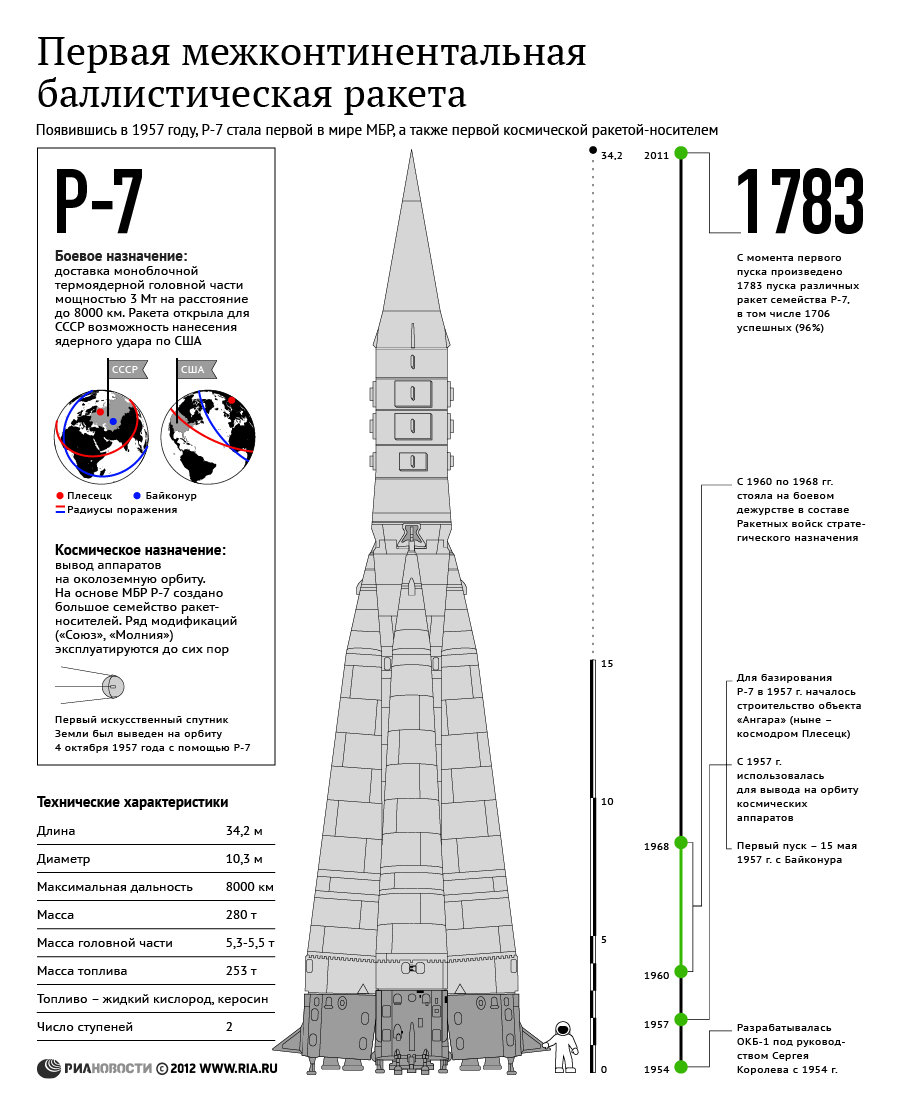 Первая межконтинентальная
баллистическая ракета
Появившись в 1957 году, Р-7 стала первой в мире МБР, а также первой космической ракетой-носителем
Р-7
Боевое назначение:
доставка моноблочной
термоядерной головной части
мощностью 3 Мт на расстояние
до 8000 км. Ракета открыла для
СССР возможность нанесения
ядерного удара по США
СССР
США
Плесецк
Байконур
Радиусы поражения
Космическое назначение:
вывод аппаратов
на околоземную орбиту.
На основе МБР Р-7 создано
большое семейство ракет-
носителей. Ряд модификаций
(«Союз», «Молния»)
эксплуатируются до сих пор
Первый искусственный спутник
Земли был выведен на орбиту
4 октября 1957 года с помощью Р-7
Технические характеристики
Длина 34,2 м
Диаметр 10,3 м
Максимальная дальность 8000 км
Масса 280 т
Масса головной части 5,3-5,5 т
Масса топлива 253 т
Топливо – жидкий кислород, керосин
Число ступеней 2
РИАНОВОСТИ © 2012 WWW.RIA.RU
34,2
15
10
5
0
2011
1968
1960
1957
1954
1783
С момента первого
пуска произведено
1783 пуска различных
ракет семейства Р-7,
в том числе 1706
успешных (96%)
С 1960 по 1968 гг.
стояла на боевом
дежурстве в составе
Ракетных войск страте-
гического назначения
Для базирования
Р-7 в 1957 г. началось
строительство объекта
«Ангара» (ныне –
космодром Плесецк)
С 1957 г.
использовалась
для вывода на орбиту
космических
аппаратов
Первый пуск – 15 мая
1957 г. с Байконура
Разрабатывалась
ОКБ-1 под руковод-
ством Сергея
Королева с 1954 г.